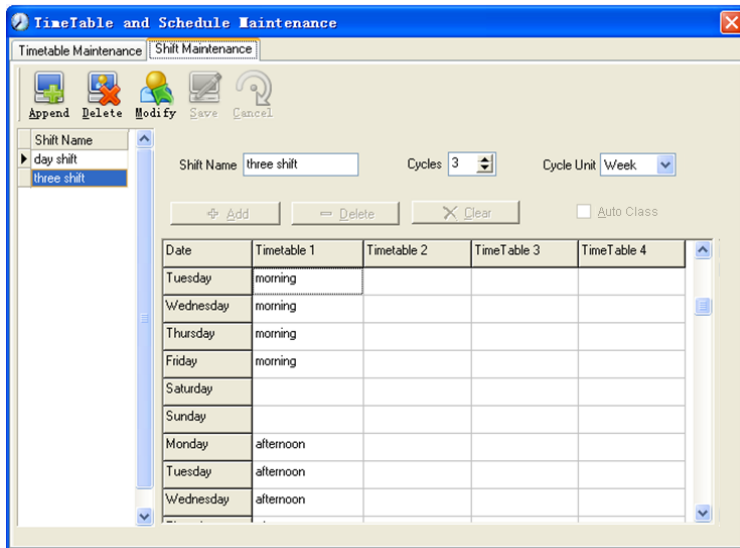 TimeTable and Schedule Maintenance
Timetable Maintenance Shift Maintenance
Append Delete Modify Save Cancel
Shift Name
day shift
three shift
Shift Name three shift Cycles 3 Cycle Unit Week
Add Delete Clear Auto Class
Date Timetable 1 Timetable 2 TimeTable 3 TimeTable 4
Tuesday morning
Wednesday morning
Thursday morning
Friday morning
Saturday
Sunday
Monday afternoon
Tuesday afternoon
Wednesday afternoon